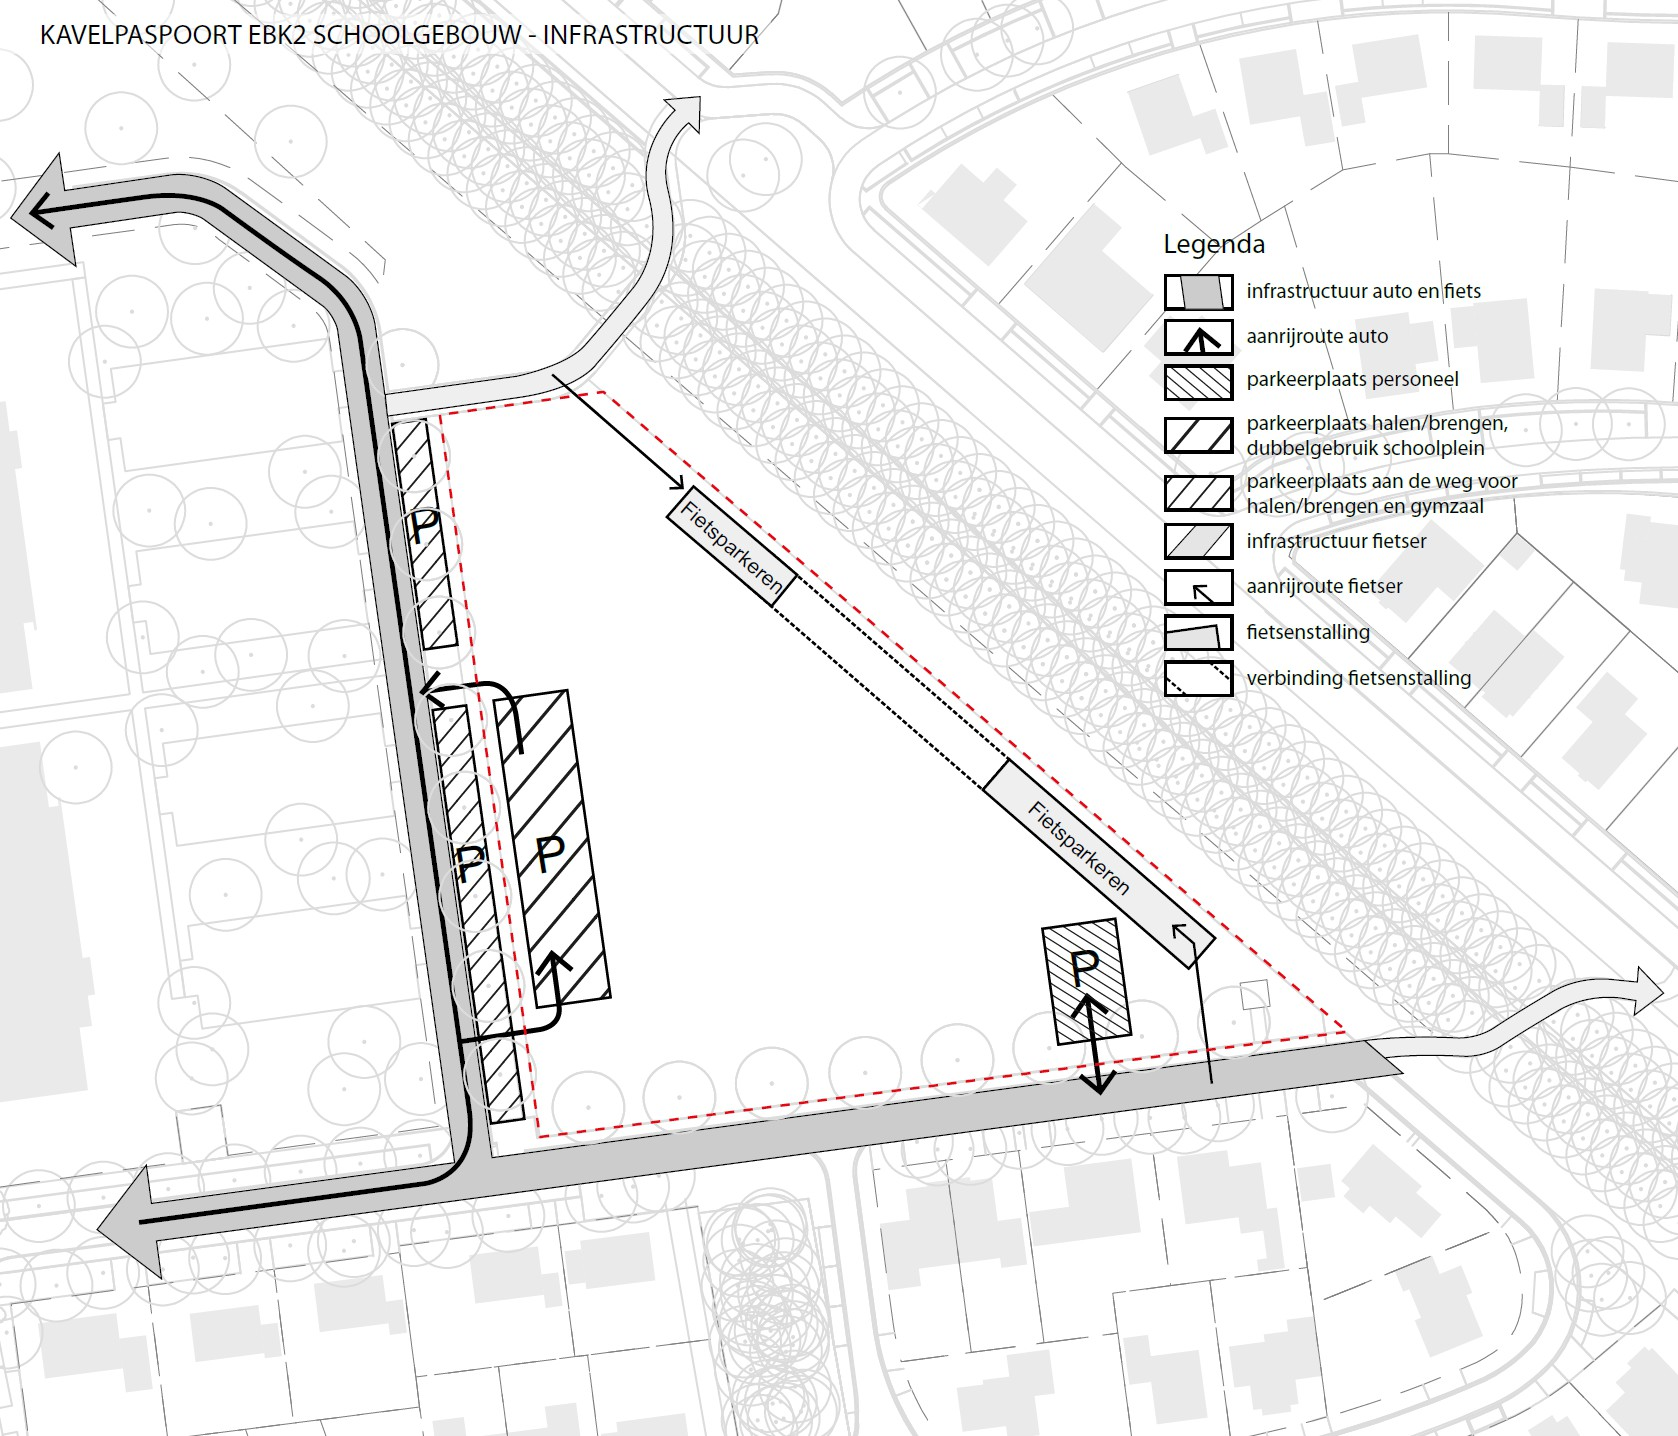 KAVELPASPOORT EBK2 SCHOOLGEBOUW - INFRASTRUCTUUR
Legenda
infrastructuur auto en fiets
aanrijroute auto
parkeerplaats personeel
parkeerplaats halen/brengen,
dubbelgebruik schoolplein
parkeerplaats aan de weg voor
halen/brengen en gymzaal
infrastructuur fietser
aanrijroute fietser
fietsenstalling
verbinding fietsenstalling
P
Fietsparkeren
P
P
Fietsparkeren
P